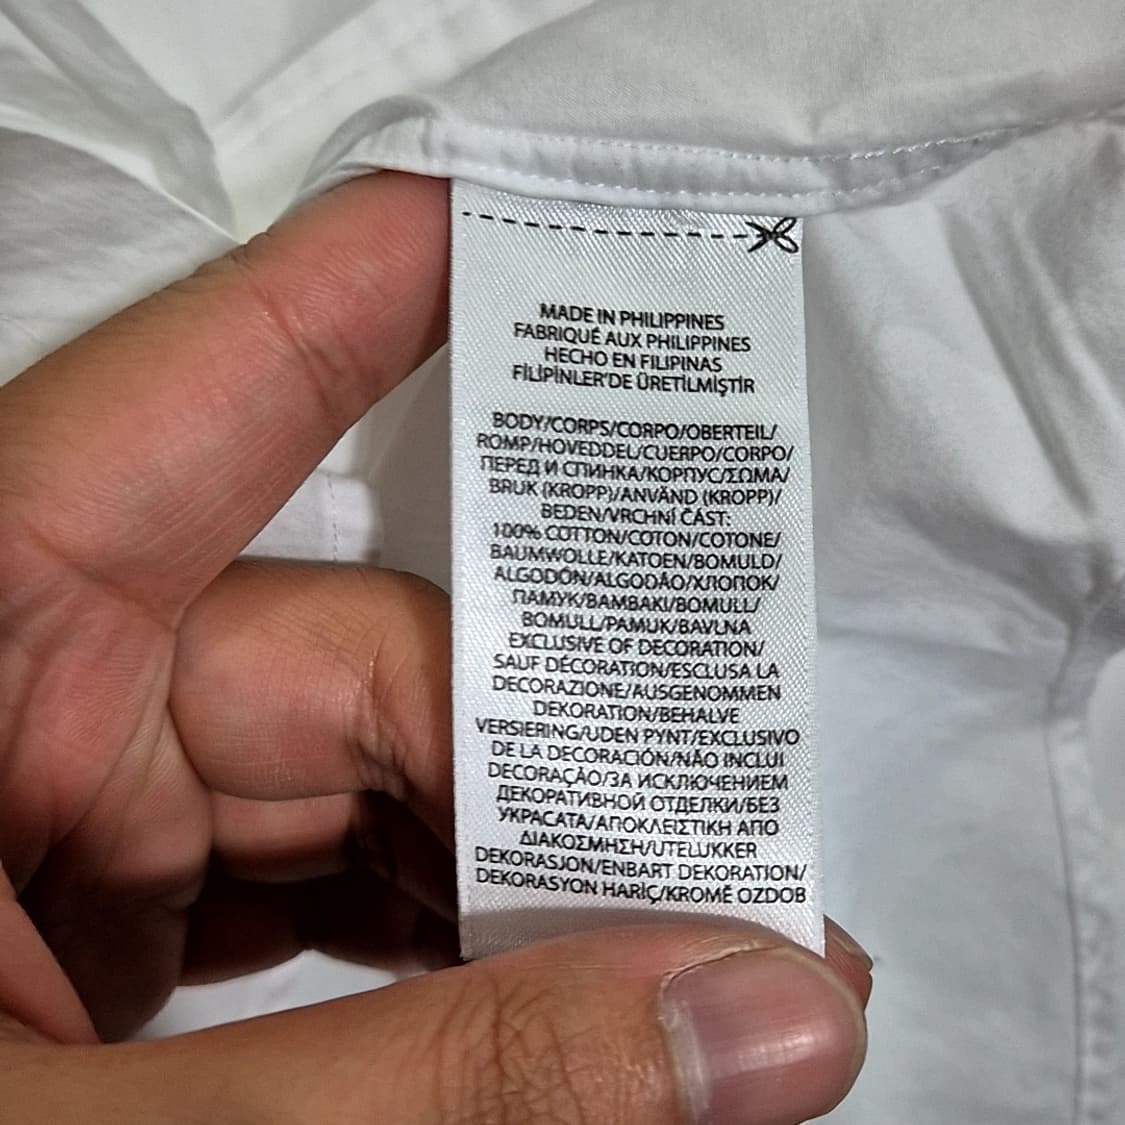 MADE IN PHILIPPINES
FABRIQUÉ AUX PHILIPPINES
HECHO EN FILIPINAS
FİLİPİNLER'DE ÜRETİLMİŞTİR
BODY/CORPS/CORPO/OBERTEIL/
ROMP/HOVEDDEL/CUERPO/CORPO/
ПЕРЕД И СПИНКА/КОРПУС/ΣΩΜΑ/
BRUK (KROPP)/ANVÄND (KROPP)/
BEDEN/VRCHNÍ ČÁST:
100% COTTON/COTON/COTONE/
BAUMWOLLE/KATOEN/BOMULD/
ALGODÓN/ALGODÃO/ХЛОПОК/
ПАМУК/ΒΑΜΒΑΚΙ/BOMULL/
BOMULL/PAMUK/BAVLNA
EXCLUSIVE OF DECORATION/
SAUF DÉCORATION/ESCLUSA LA
DECORAZIONE/AUSGENOMMEN
DEKORATION/BEHALVE
VERSIERING/UDEN PYNT/EXCLUSIVO
DE LA DECORACIÓN/NÃO INCLUI
DECORAÇÃO/ЗА ИСКЛЮЧЕНИЕМ
ДЕКОРАТИВНОЙ ОТДЕЛКИ/БЕЗ
УКРАСАТА/ΑΠΟΚΛΕΙΣΤΙΚΗ ΑΠΟ
ΔΙΑΚΟΣΜΗΣΗ/UTELUKKER
DEKORASJON/ENBART DEKORATION/
DEKORASYON HARİÇ/KROMĚ OZDOB